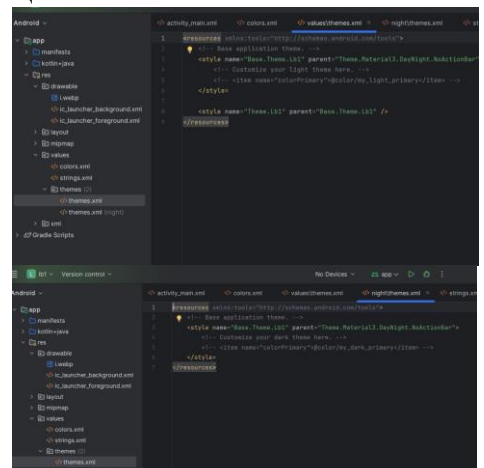 Android
activity_main.xml
colors.xml
values\themes.xml
night\themes.xml
app
manifests
kotlin+java
res
drawable
i.webp
ic_launcher_background.xml
ic_launcher_foreground.xml
layout
mipmap
values
colors.xml
strings.xml
themes (2)
themes.xml
themes.xml (night)
xml
Gradle Scripts
1 <resources xmlns:tools="http://schemas.android.com/tools">
<!-- Base application theme. -->
<style name="Base.Theme.Lb1" parent="Theme.Material3.DayNight.NoActionBar">
<!-- Customize your light theme here. -->
<!-- <item name="colorPrimary">@color/my_light_primary</item> -->
</style>
<style name="Theme.Lb1" parent="Base.Theme.Lb1" />
</resources>
lb1
Version control
No Devices
app
Android
activity_main.xml
colors.xml
values\themes.xml
night\themes.xml
strings.xml
app
manifests
kotlin+java
res
drawable
i.webp
ic_launcher_background.xml
ic_launcher_foreground.xml
layout
mipmap
values
colors.xml
strings.xml
themes (2)
themes.xml
1 <resources xmlns:tools="http://schemas.android.com/tools">
<!-- Base application theme. -->
<style name="Base.Theme.Lb1" parent="Theme.Material3.DayNight.NoActionBar">
<!-- Customize your dark theme here. -->
<!-- <item name="colorPrimary">@color/my_dark_primary</item> -->
</style>
</resources>